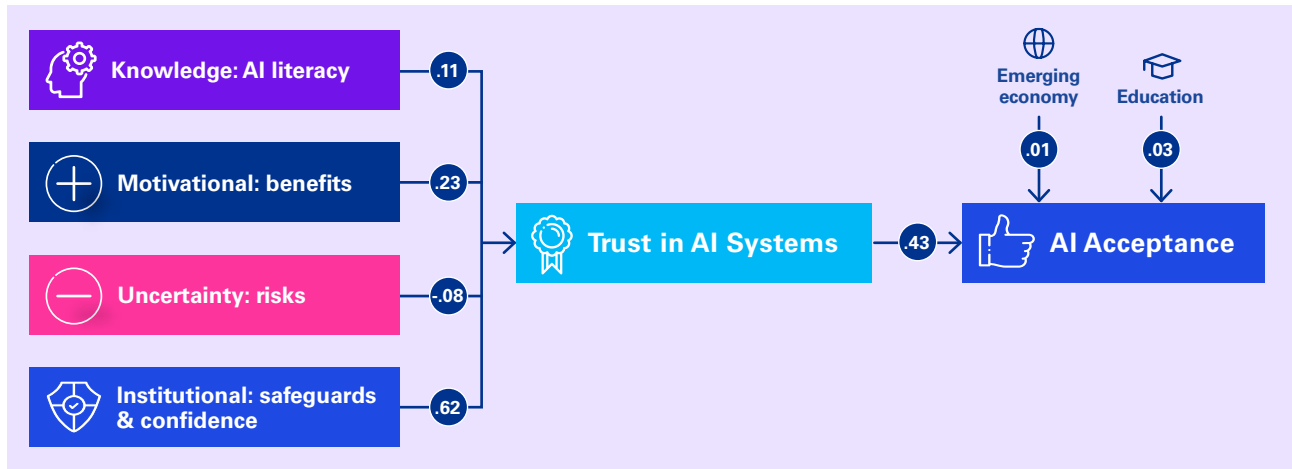 Knowledge: AI literacy
.11
Motivational: benefits
.23
Uncertainty: risks
-.08
Institutional: safeguards
& confidence
.62
Trust in AI Systems
.43
Emerging
economy
.01
Education
.03
AI Acceptance